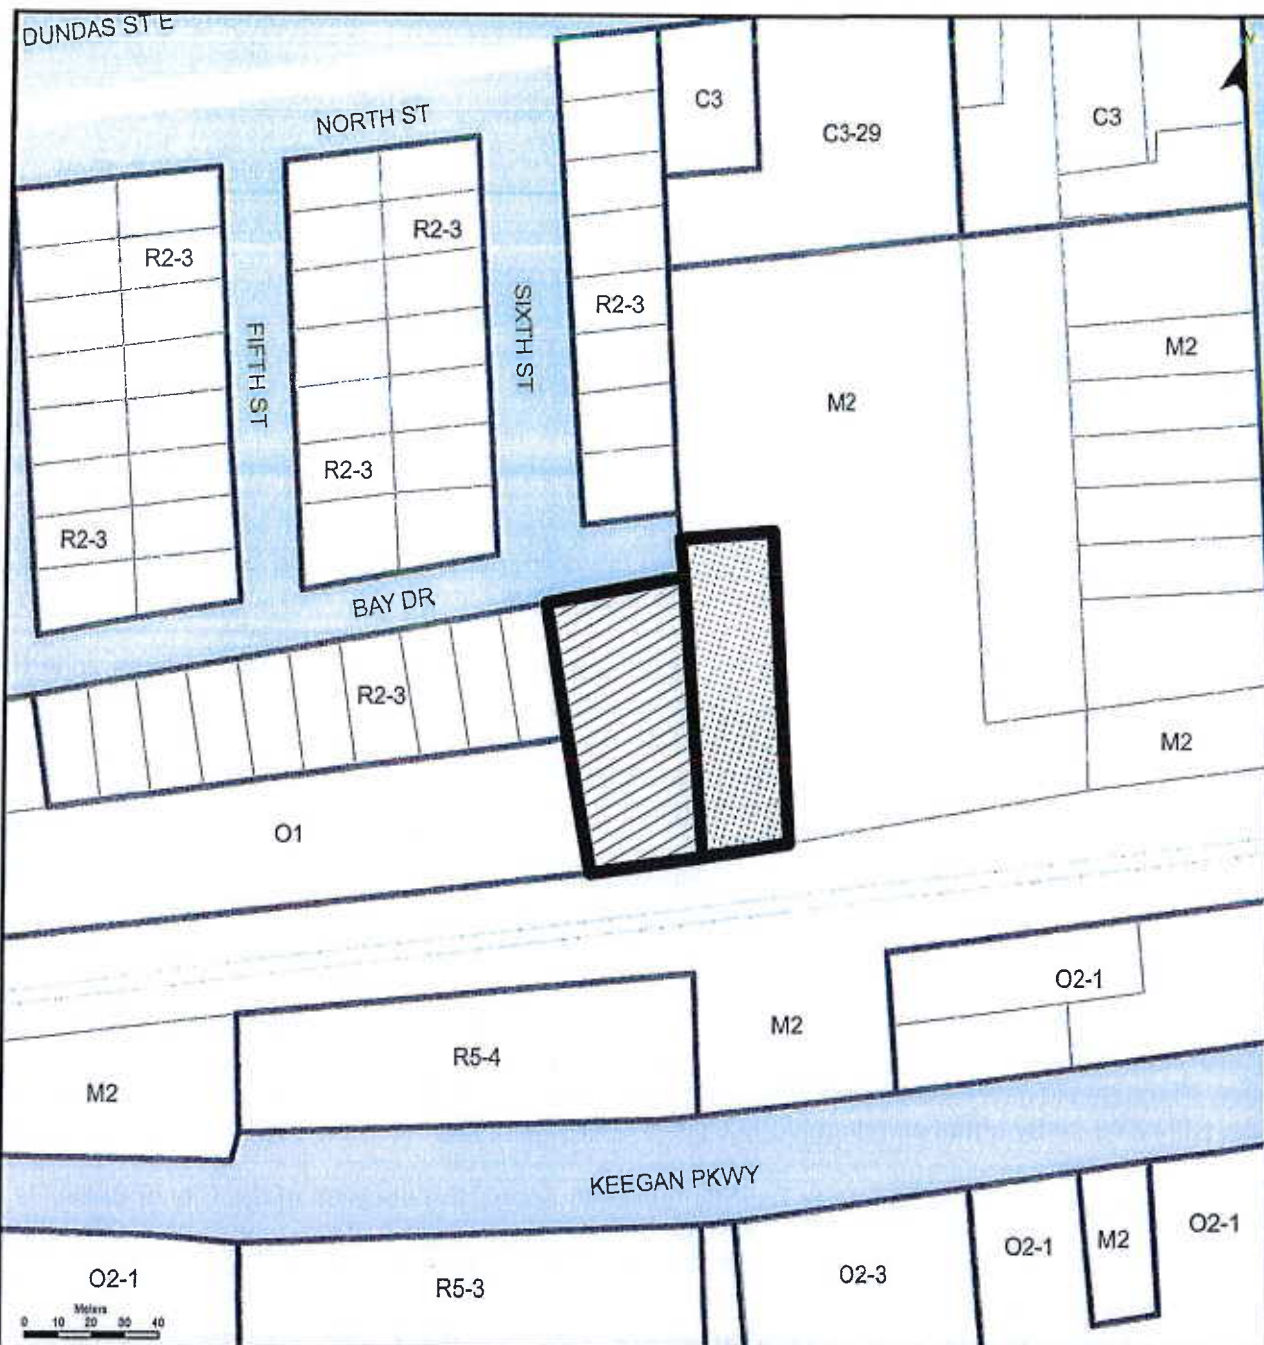 DUNDAS ST E
NORTH ST
C3
C3-29
C3
R2-3
R2-3
R2-3
FIFTH ST
SIXTH ST
M2
M2
R2-3
R2-3
BAY DR
R2-3
M2
O1
O2-1
M2
R5-4
M2
KEEGAN PKWY
O2-1
R5-3
O2-3
O2-1
M2
O2-1
Meters
0 10 20 30 40